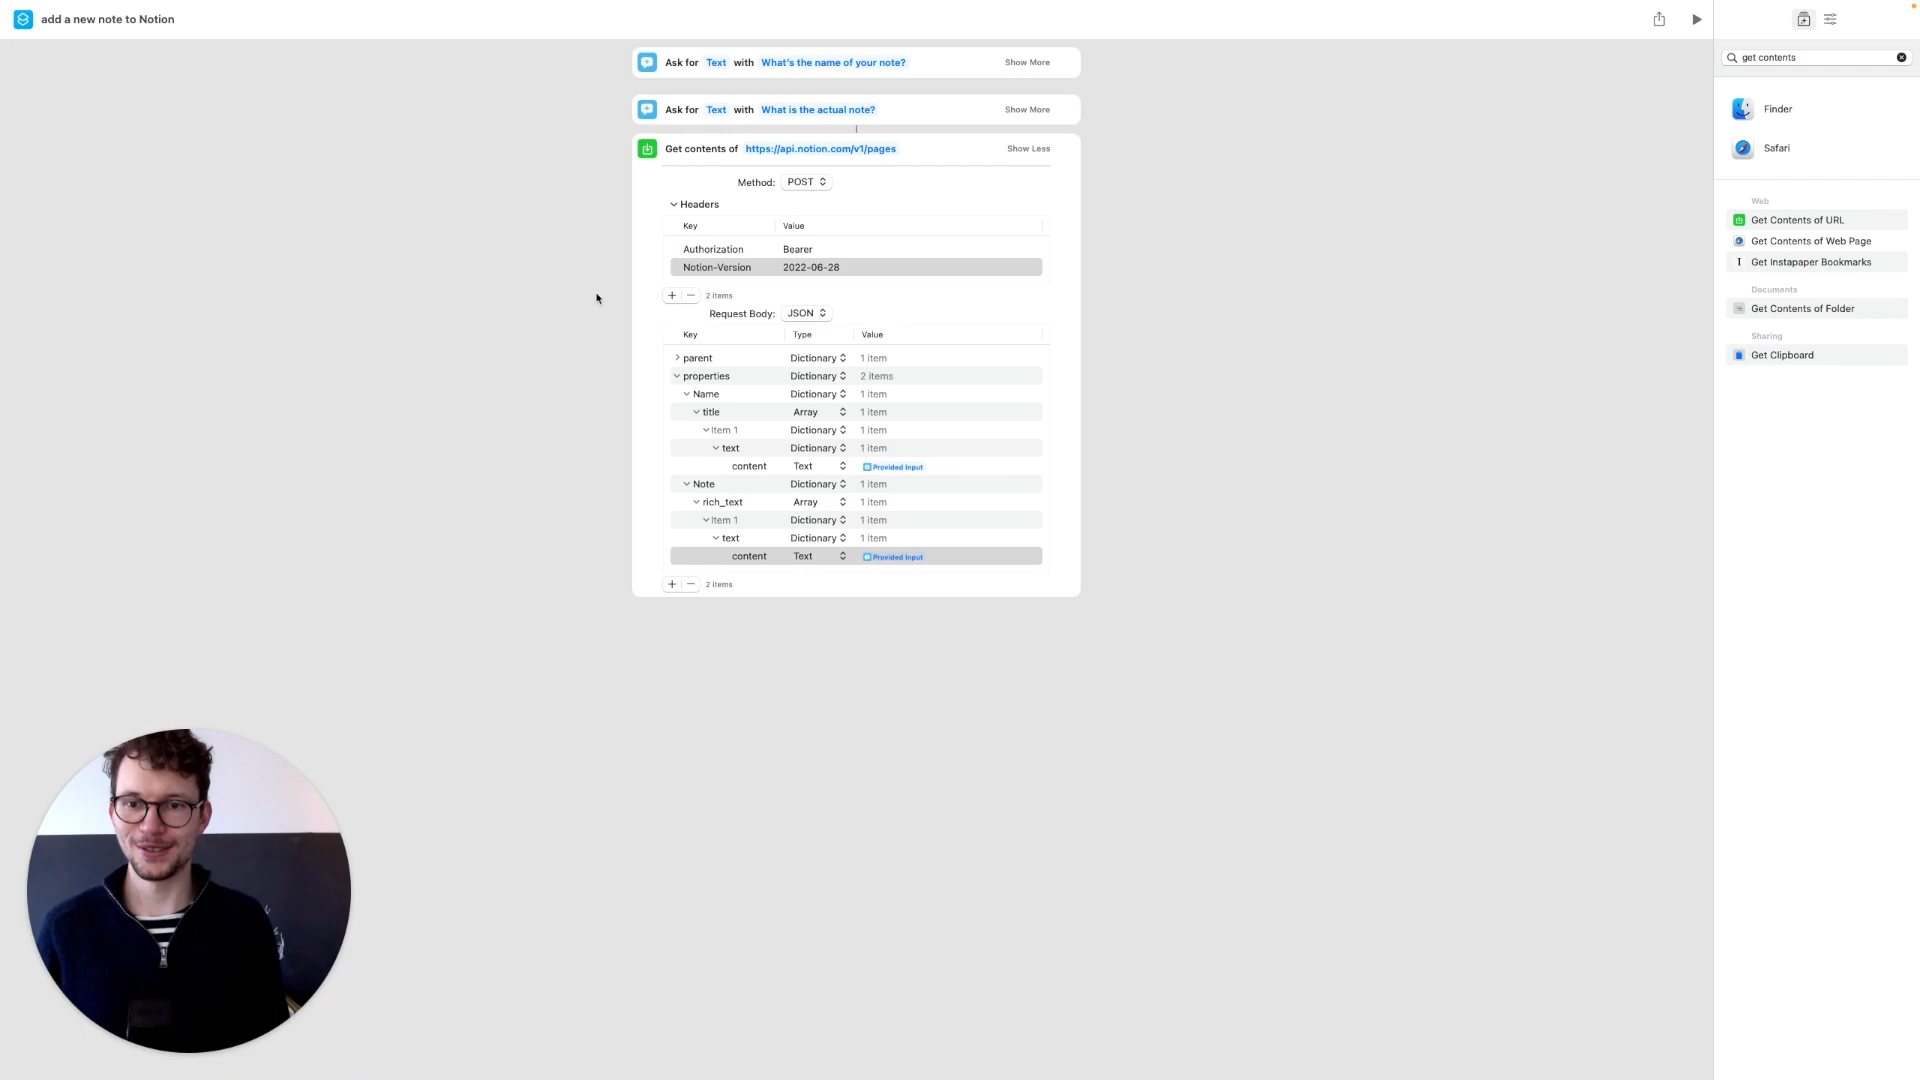 add a new note to Notion
Ask for Text with What's the name of your note? Show More
Ask for Text with What is the actual note? Show More
Get contents of https://api.notion.com/v1/pages Show Less
Method: POST
Headers
Key Value
Authorization Bearer
Notion-Version 2022-06-28
+ − 2 items
Request Body: JSON
Key Type Value
parent Dictionary 1 item
properties Dictionary 2 items
Name Dictionary 1 item
title Array 1 item
Item 1 Dictionary 1 item
text Dictionary 1 item
content Text Provided Input
Note Dictionary 1 item
rich_text Array 1 item
Item 1 Dictionary 1 item
text Dictionary 1 item
content Text Provided Input
+ − 2 items
get contents
Finder
Safari
Web
Get Contents of URL
Get Contents of Web Page
I Get Instapaper Bookmarks
Documents
Get Contents of Folder
Sharing
Get Clipboard